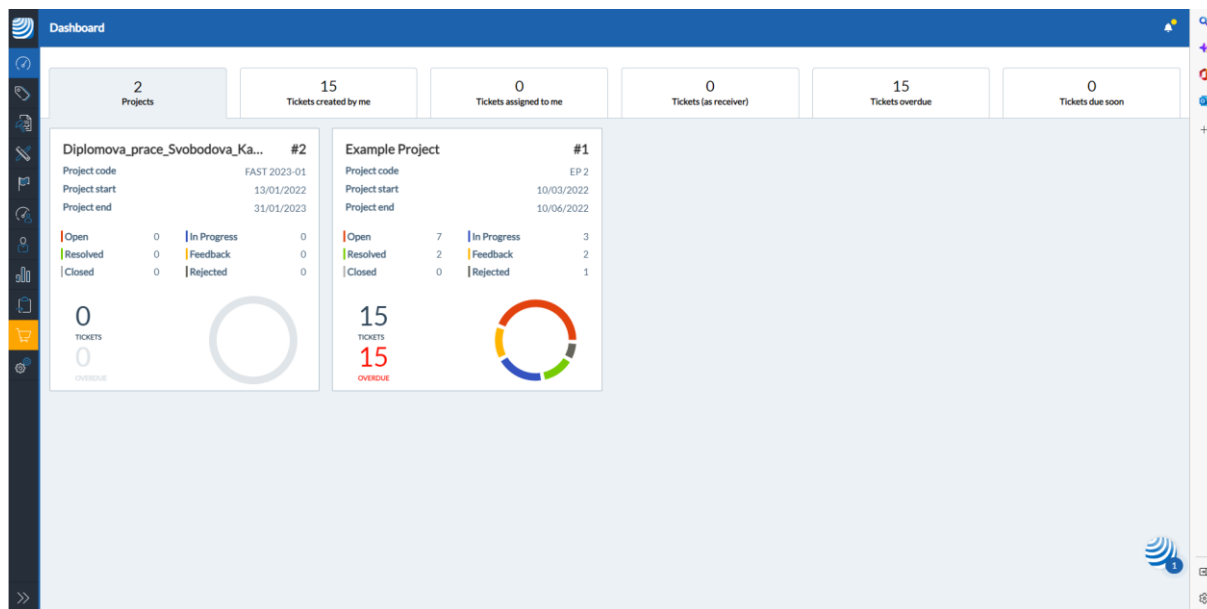 Dashboard
2
Projects
15
Tickets created by me
0
Tickets assigned to me
0
Tickets (as receiver)
15
Tickets overdue
0
Tickets due soon
Diplomova_prace_Svobodova_Ka... #2
Project code FAST 2023-01
Project start 13/01/2022
Project end 31/01/2023
Open 0 In Progress 0
Resolved 0 Feedback 0
Closed 0 Rejected 0
0
TICKETS
0
OVERDUE
Example Project #1
Project code EP 2
Project start 10/03/2022
Project end 10/06/2022
Open 7 In Progress 3
Resolved 2 Feedback 2
Closed 0 Rejected 1
15
TICKETS
15
OVERDUE
1